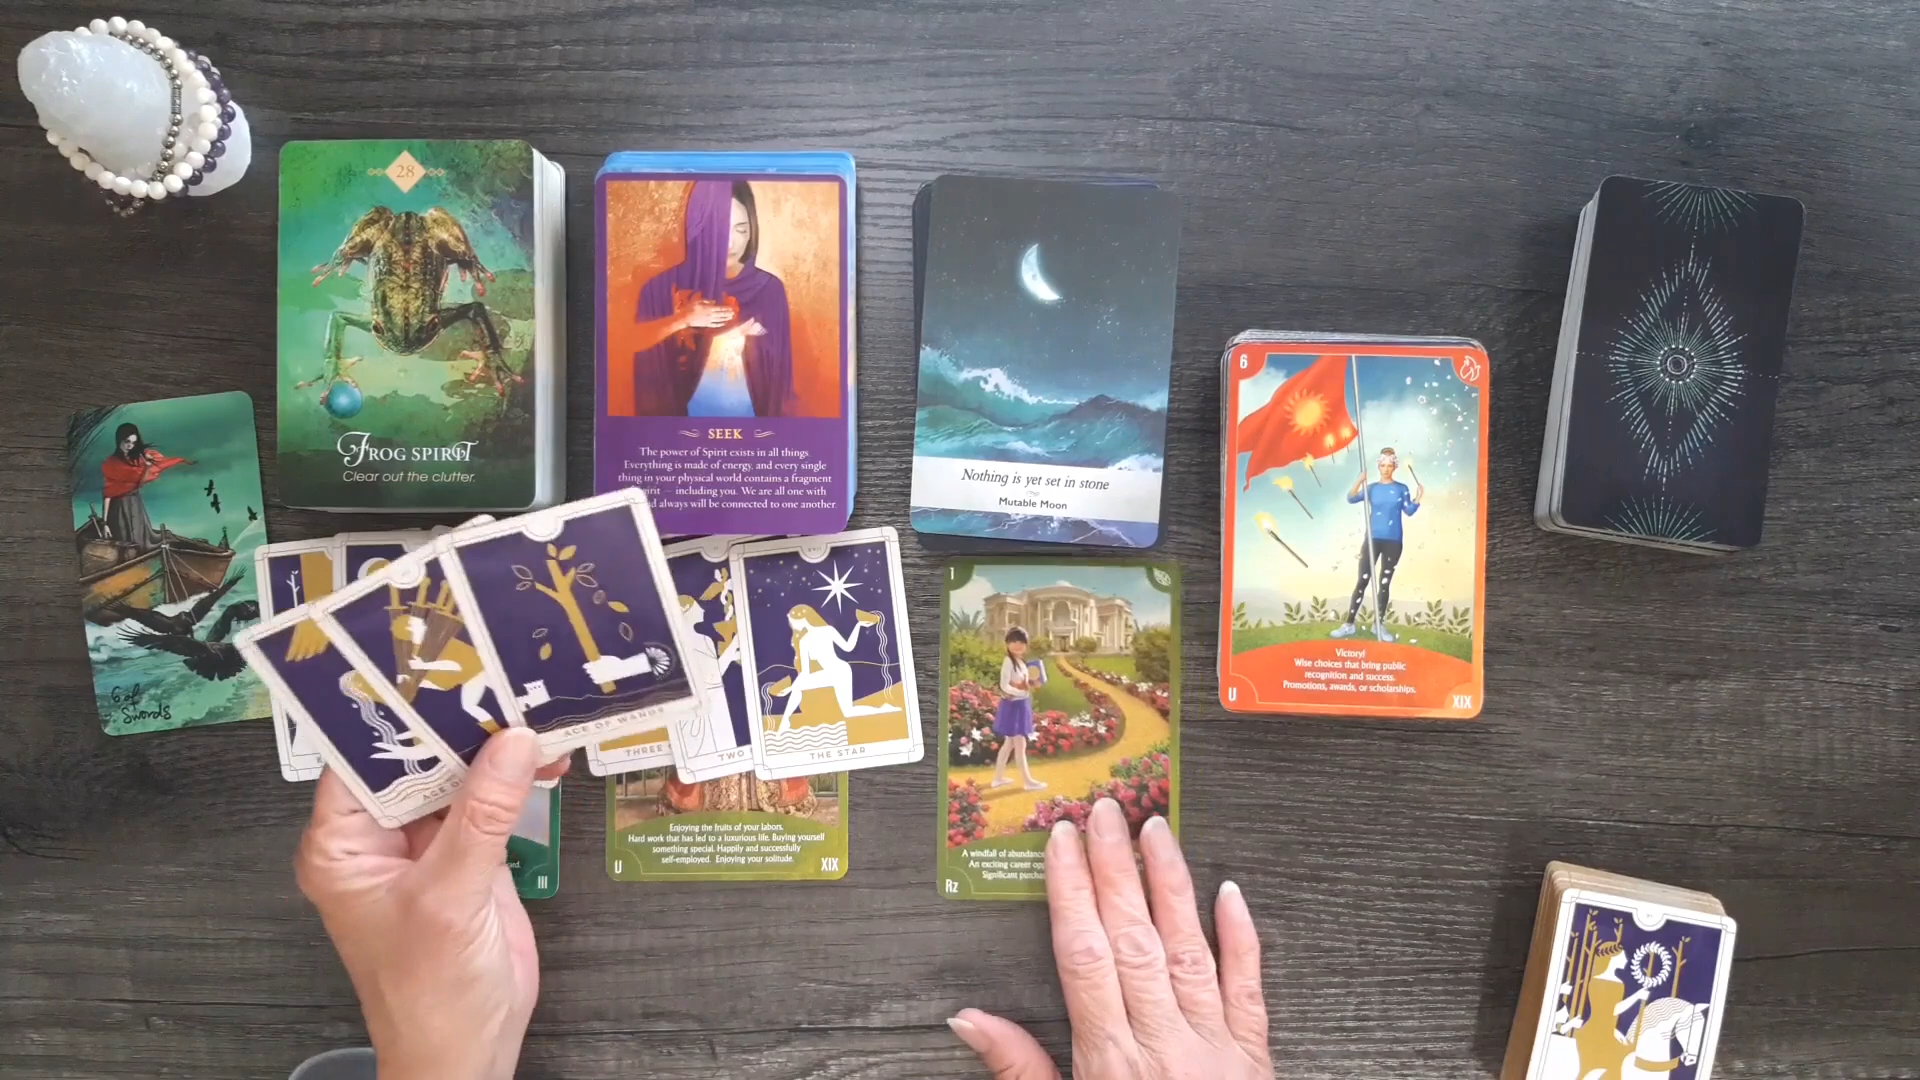 28
FROG SPIRIT
Clear out the clutter.
SEEK
The power of Spirit exists in all things.
Everything is made of energy, and every single
thing in your physical world contains a fragment
— including you. We are all one with
always will be connected to one another.
Nothing is yet set in stone
Mutable Moon
6
Victory!
Wise choices that bring public
recognition and success.
Promotions, awards, or scholarships.
U
XIX
6 of
Swords
ACE OF WANDS
ACE
THREE
TWO
XVII
THE STAR
III
Enjoying the fruits of your labors.
Hard work that has led to a luxurious life. Buying yourself
something special. Happily and successfully
self-employed. Enjoying your solitude.
U
XIX
1
A windfall of abundance
An exciting career
Significant
Rz